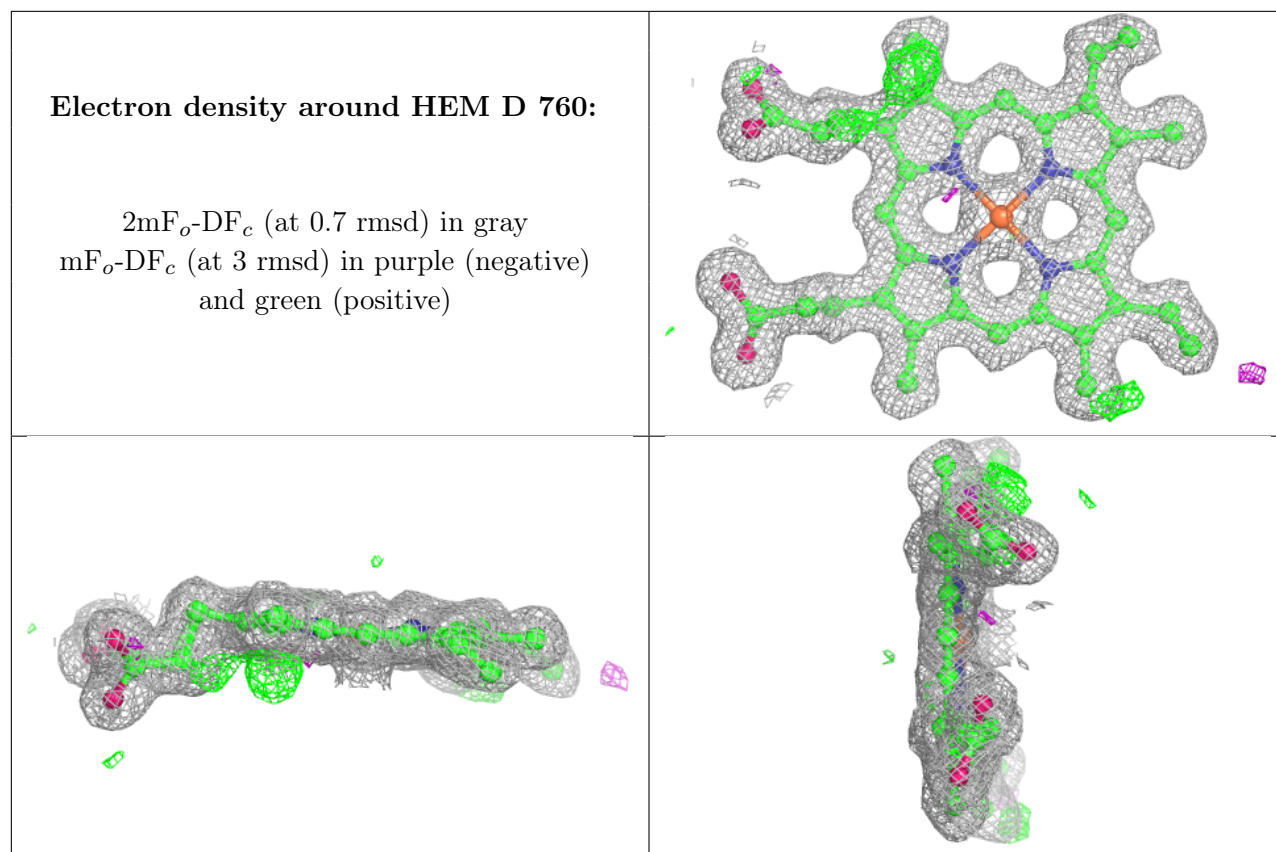 Electron density around HEM D 760:
2mFo-DFc (at 0.7 rmsd) in gray
mFo-DFc (at 3 rmsd) in purple (negative)
and green (positive)